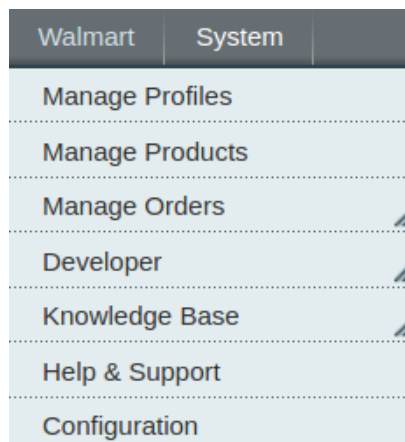 Walmart System
Manage Profiles
Manage Products
Manage Orders
Developer
Knowledge Base
Help & Support
Configuration